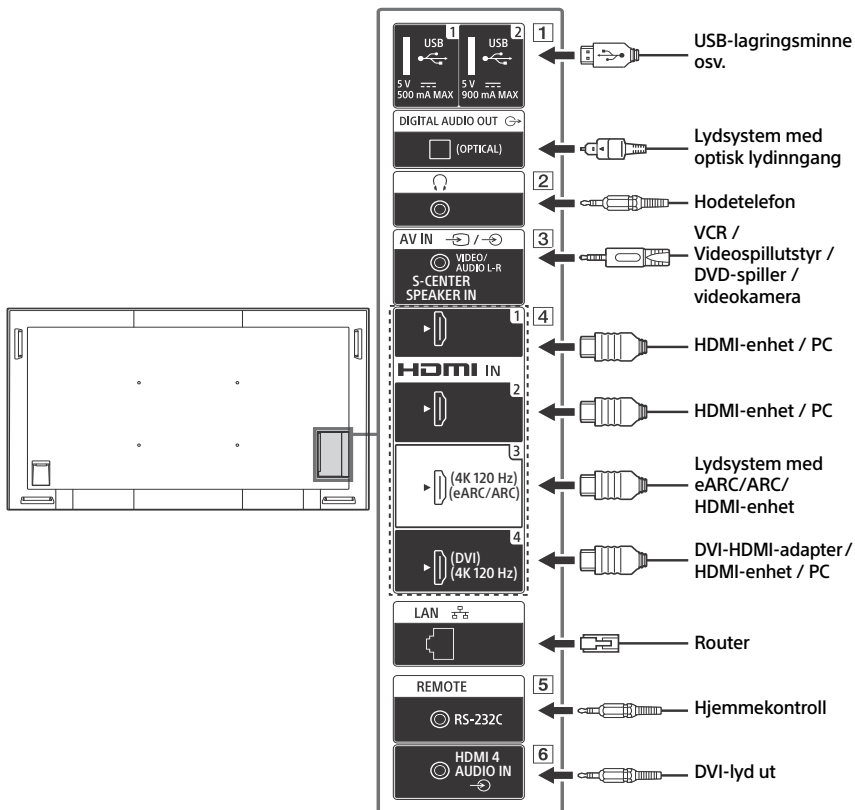 1
USB
5 V
500 mA MAX
2
USB
5 V
900 mA MAX
1
USB-lagringsminne
osv.
DIGITAL AUDIO OUT
(OPTICAL)
Lydsystem med
optisk lydinngang
2
Hodetelefon
AV IN /
3
VIDEO/
AUDIO L-R
S-CENTER
SPEAKER IN
VCR /
Videospillutstyr /
DVD-spiller /
videokamera
1
4
HDMI-enhet / PC
HDMI IN
2
HDMI-enhet / PC
3
(4K 120 Hz)
(eARC/ARC)
Lydsystem med
eARC/ARC/
HDMI-enhet
4
(DVI)
(4K 120 Hz)
DVI-HDMI-adapter /
HDMI-enhet / PC
LAN
Router
REMOTE
5
RS-232C
Hjemmekontroll
HDMI 4
AUDIO IN
6
DVI-lyd ut